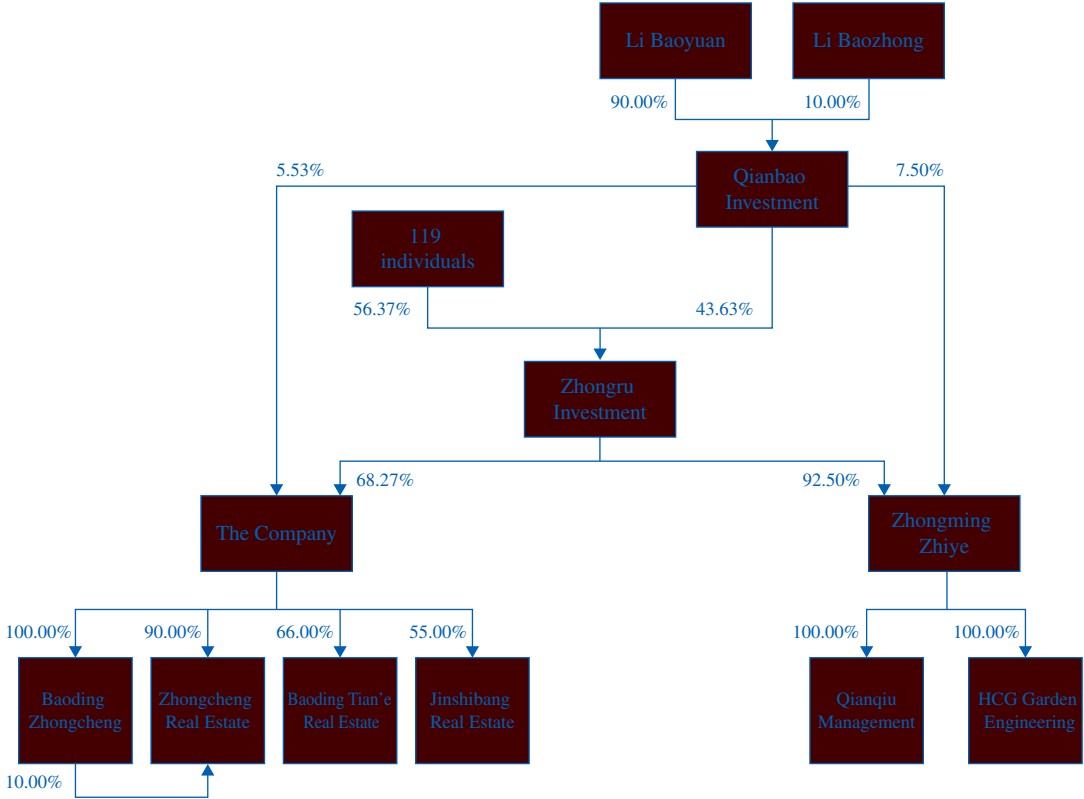 Li Baoyuan
Li Baozhong
90.00%
10.00%
5.53%
Qianbao
Investment
7.50%
119
individuals
56.37%
43.63%
Zhongru
Investment
68.27%
92.50%
The Company
Zhongming
Zhiye
100.00%
90.00%
66.00%
55.00%
100.00%
100.00%
Baoding
Zhongcheng
Zhongcheng
Real Estate
Baoding Tian’e
Real Estate
Jinshibang
Real Estate
Qianqiu
Management
HCG Garden
Engineering
10.00%